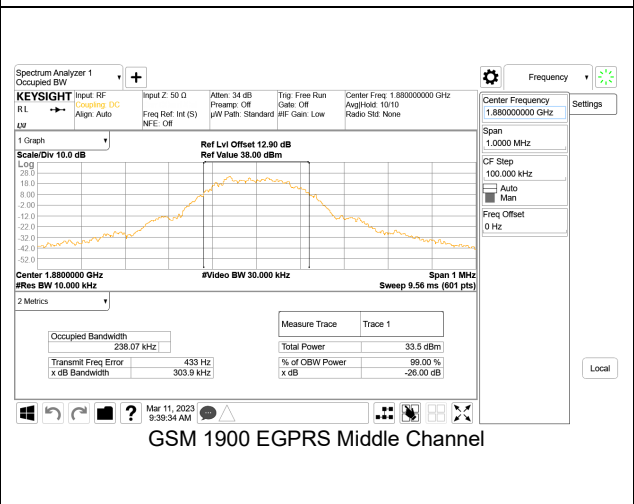 Spectrum Analyzer 1
Occupied BW
Frequency
KEYSIGHT
Input: RF
Coupling: DC
Align: Auto
RL
LXI
Input Z: 50 Ω
Freq Ref: Int (S)
NFE: Off
Atten: 34 dB
Preamp: Off
µW Path: Standard
Trig: Free Run
Gate: Off
#IF Gain: Low
Center Freq: 1.880000000 GHz
Avg|Hold: 10/10
Radio Std: None
Center Frequency
1.880000000 GHz
Settings
Span
1.0000 MHz
CF Step
100.000 kHz
Auto
Man
Freq Offset
0 Hz
Local
1 Graph
Scale/Div 10.0 dB
Ref Lvl Offset 12.90 dB
Ref Value 38.00 dBm
Log
28.0
18.0
8.00
-2.00
-12.0
-22.0
-32.0
-42.0
-52.0
Center 1.8800000 GHz
#Video BW 30.000 kHz
Span 1 MHz
#Res BW 10.000 kHz
Sweep 9.56 ms (601 pts)
2 Metrics
Measure Trace
Trace 1
Occupied Bandwidth
238.07 kHz
Total Power
33.5 dBm
Transmit Freq Error
433 Hz
% of OBW Power
99.00 %
x dB Bandwidth
303.9 kHz
x dB
-26.00 dB
?
Mar 11, 2023
9:39:34 AM
GSM 1900 EGPRS Middle Channel